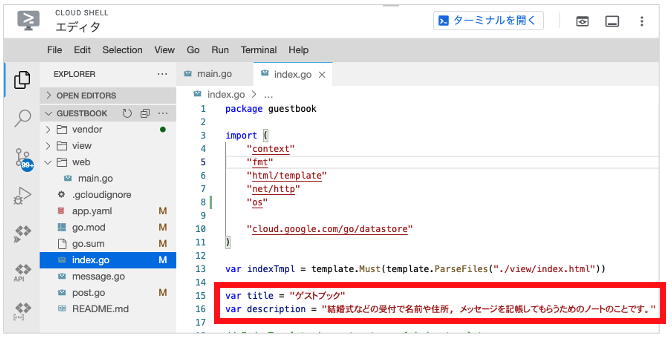 CLOUD SHELL
エディタ
ターミナルを開く
File Edit Selection View Go Run Terminal Help
EXPLORER
OPEN EDITORS
GUESTBOOK
vendor
view
web
main.go
.gcloudignore
app.yaml M
go.mod M
go.sum M
index.go M
message.go M
post.go M
README.md
99+
API
main.go
index.go
index.go > ...
1 package guestbook
2
3 import (
4 "context"
5 "fmt"
6 "html/template"
7 "net/http"
8 "os"
9
10 "cloud.google.com/go/datastore"
11 )
12
13 var indexTmpl = template.Must(template.ParseFiles("./view/index.html"))
14
15 var title = "ゲストブック"
16 var description = "結婚式などの受付で名前や住所, メッセージを記帳してもらうためのノートのことです。"
17